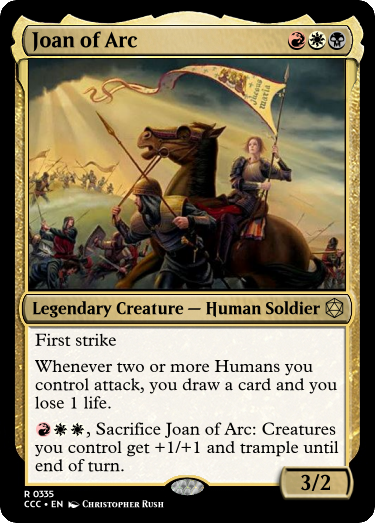 Joan of Arc
Jhesus
Maria
Legendary Creature — Human Soldier
First strike
Whenever two or more Humans you
control attack, you draw a card and you
lose 1 life.
, Sacrifice Joan of Arc: Creatures
you control get +1/+1 and trample until
end of turn.
3/2
R 0335
CCC • EN Christopher Rush